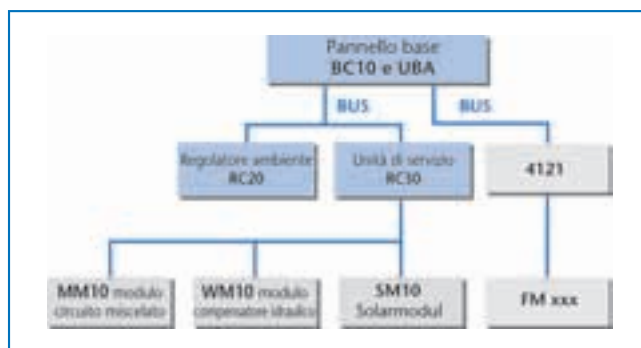 Pannello base
BC10 e UBA
BUS
BUS
Regolatore ambiente
RC20
Unità di servizio
RC30
4121
MM10 modulo
circuito miscelato
WM10 modulo
compensatore idraulico
SM10
Solarmodul
FM xxx